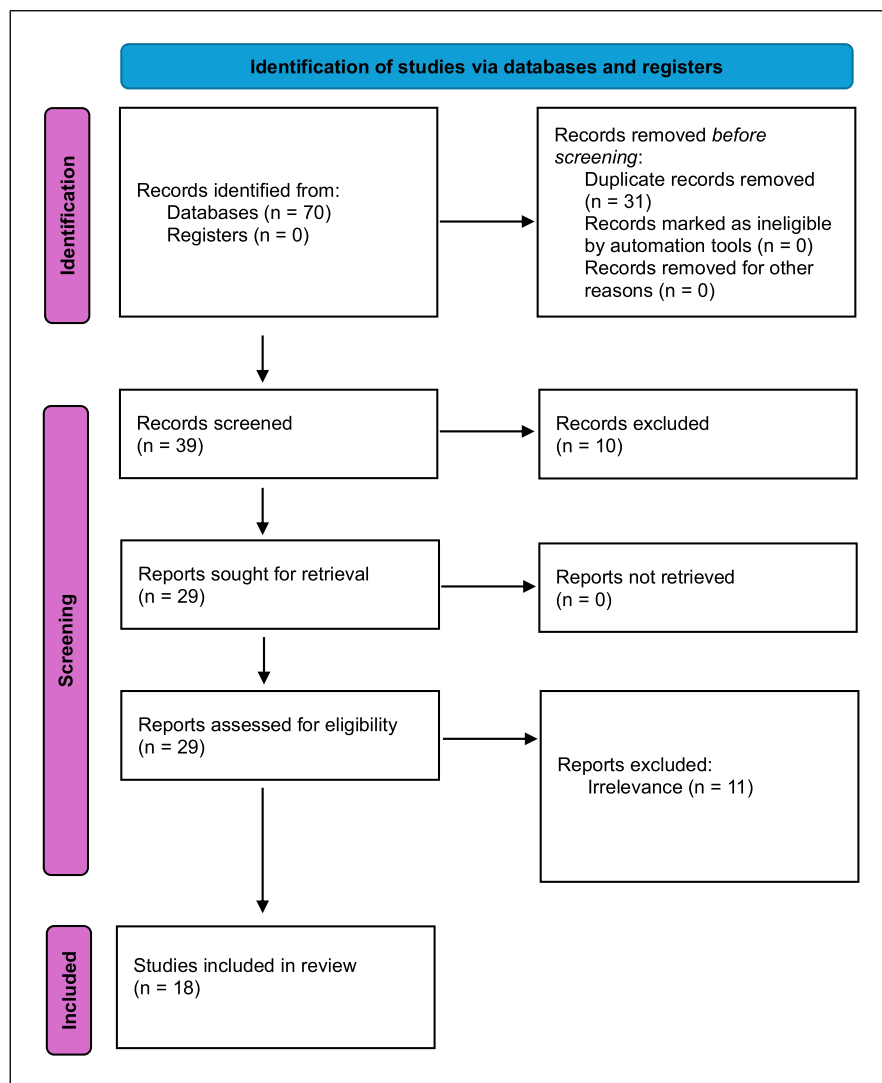 Identification of studies via databases and registers
Identification
Records identified from:
Databases (n = 70)
Registers (n = 0)
Records removed before
screening:
Duplicate records removed
(n = 31)
Records marked as ineligible
by automation tools (n = 0)
Records removed for other
reasons (n = 0)
Screening
Records screened
(n = 39)
Records excluded
(n = 10)
Reports sought for retrieval
(n = 29)
Reports not retrieved
(n = 0)
Reports assessed for eligibility
(n = 29)
Reports excluded:
Irrelevance (n = 11)
Included
Studies included in review
(n = 18)